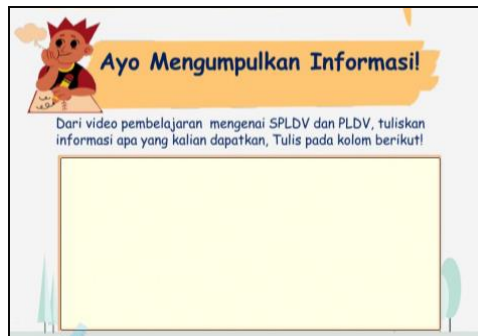 Ayo Mengumpulkan Informasi!
Dari video pembelajaran mengenai SPLDV dan PLDV, tuliskan
informasi apa yang kalian dapatkan, Tulis pada kolom berikut!